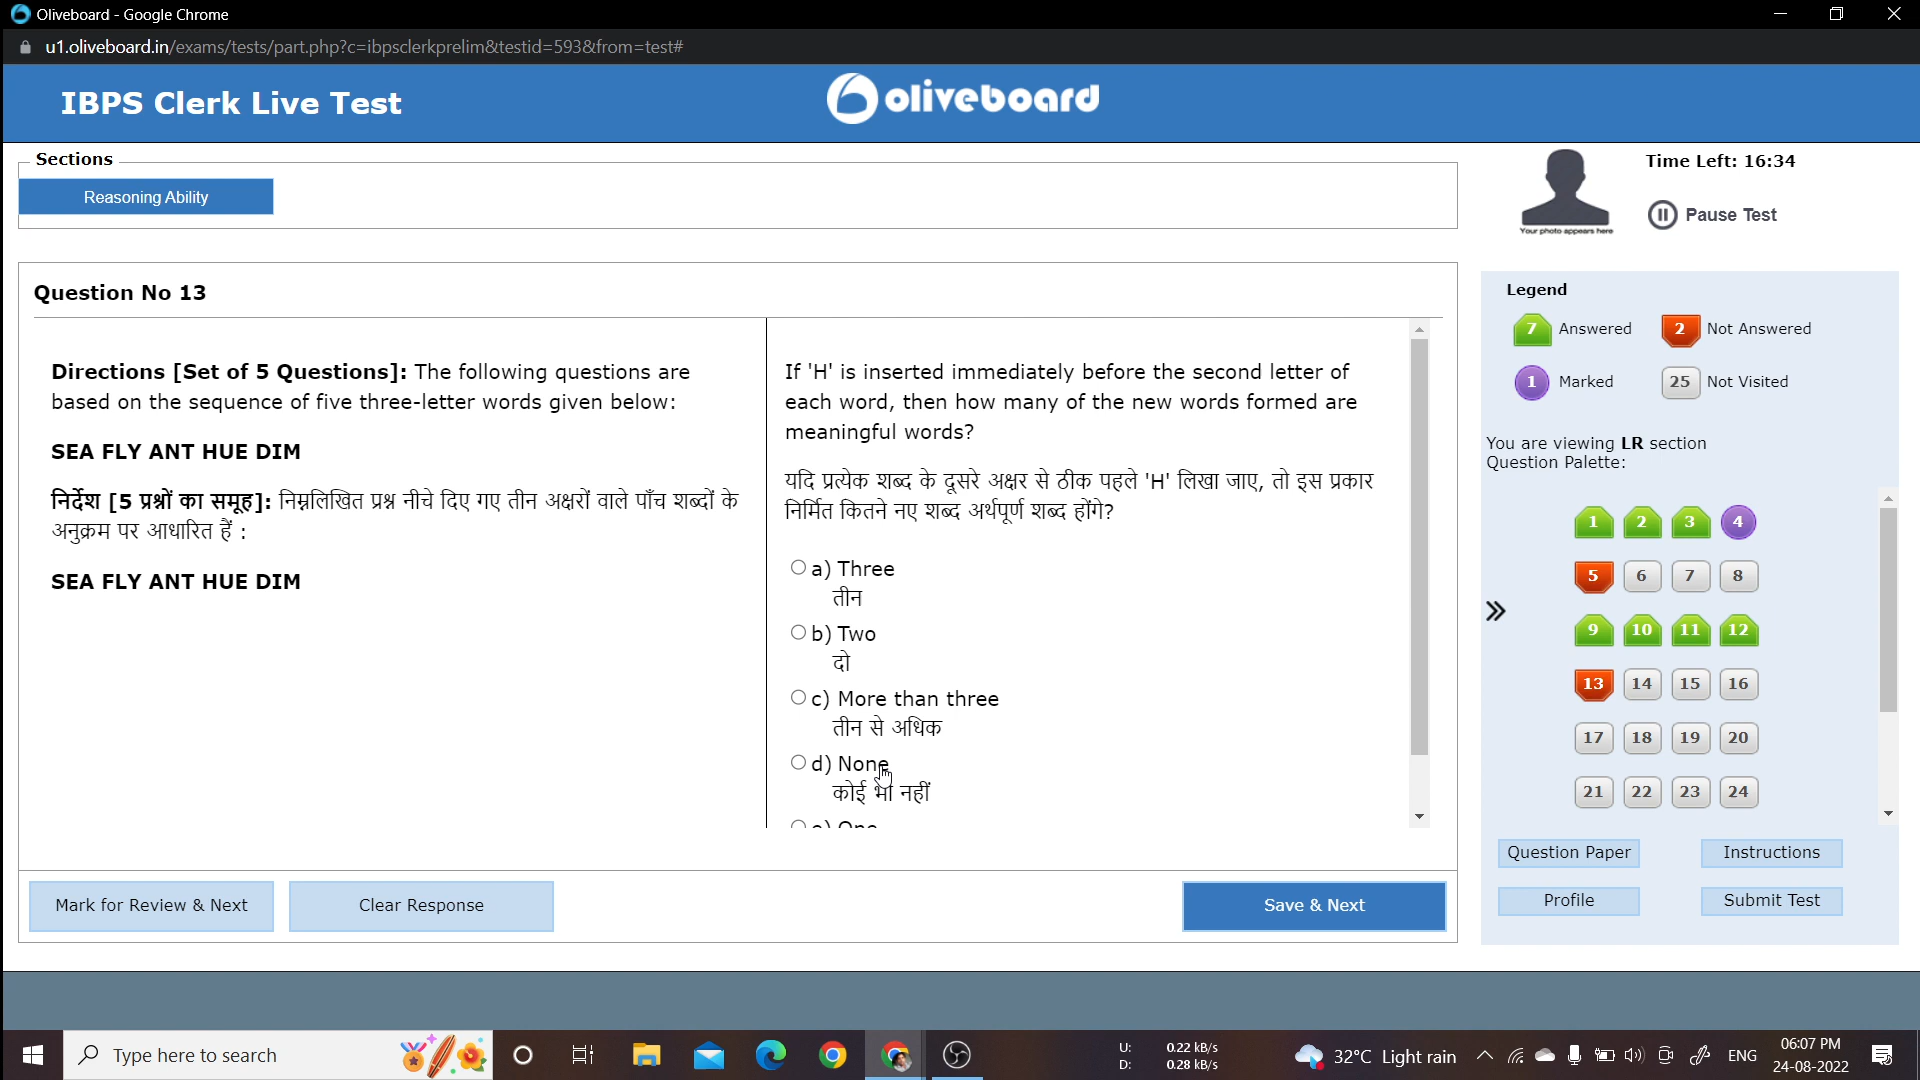 Oliveboard - Google Chrome
u1.oliveboard.in/exams/tests/part.php?c=ibpsclerkprelim&testid=593&from=test#
IBPS Clerk Live Test
oliveboard
Sections
Reasoning Ability
Your photo appears here
Time Left: 16:34
Pause Test
Question No 13
Directions [Set of 5 Questions]: The following questions are
based on the sequence of five three-letter words given below:
SEA FLY ANT HUE DIM
निर्देश [5 प्रश्नों का समूह]: निम्नलिखित प्रश्न नीचे दिए गए तीन अक्षरों वाले पाँच शब्दों के
अनुक्रम पर आधारित हैं :
SEA FLY ANT HUE DIM
If 'H' is inserted immediately before the second letter of
each word, then how many of the new words formed are
meaningful words?
यदि प्रत्येक शब्द के दूसरे अक्षर से ठीक पहले 'H' लिखा जाए, तो इस प्रकार
निर्मित कितने नए शब्द अर्थपूर्ण शब्द होंगे?
a) Three
तीन
b) Two
दो
c) More than three
तीन से अधिक
d) None
कोई भी नहीं
e) One
Mark for Review & Next
Clear Response
Save & Next
Legend
7 Answered
2 Not Answered
1 Marked
25 Not Visited
You are viewing LR section
Question Palette:
1 2 3 4
5 6 7 8
9 10 11 12
13 14 15 16
17 18 19 20
21 22 23 24
Question Paper
Instructions
Profile
Submit Test
Type here to search
U: 0.22 kB/s
D: 0.28 kB/s
32°C Light rain
ENG
06:07 PM
24-08-2022